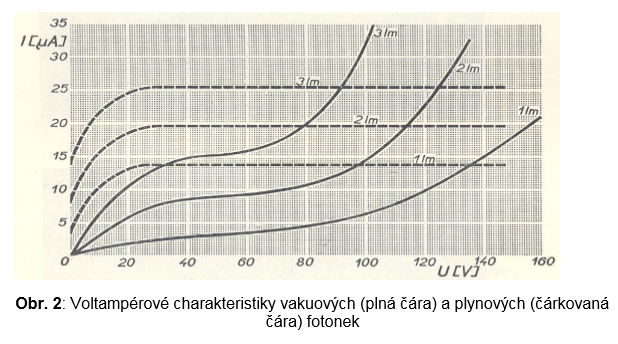 35
I [µA]
30
25
20
15
10
5
0
20
40
60
80
100
120
140
160
U [V]
3 lm
2 lm
1 lm
3 lm
2 lm
1 lm
Obr. 2: Voltampérové charakteristiky vakuových (plná čára) a plynových (čárkovaná
čára) fotonek